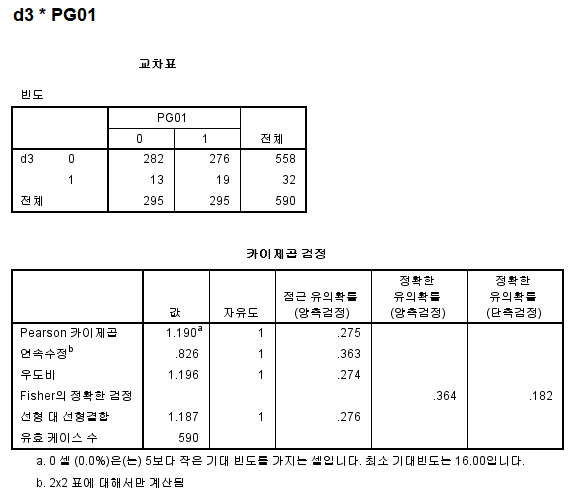 d3 * PG01
교차표
빈도
PG01
0 1 전체
d3 0 282 276 558
1 13 19 32
전체 295 295 590
카이제곱 검정
값 자유도 점근 유의확률 (양측검정) 정확한 유의확률 (양측검정) 정확한 유의확률 (단측검정)
Pearson 카이제곱 1.190a 1 .275
연속수정b .826 1 .363
우도비 1.196 1 .274
Fisher의 정확한 검정 .364 .182
선형 대 선형결합 1.187 1 .276
유효 케이스 수 590
a. 0 셀 (0.0%)은(는) 5보다 작은 기대 빈도를 가지는 셀입니다. 최소 기대빈도는 16.00입니다.
b. 2x2 표에 대해서만 계산됨